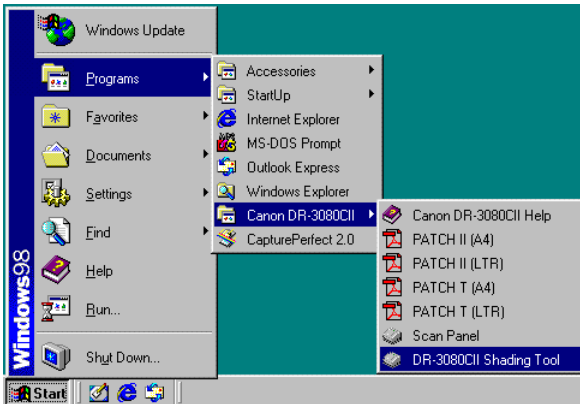 Windows Update
Programs
Favorites
Documents
Settings
Find
Help
Run...
Shut Down...
Windows98
Start
Accessories
StartUp
Internet Explorer
MS-DOS Prompt
Outlook Express
Windows Explorer
Canon DR-3080CII
CapturePerfect 2.0
Canon DR-3080CII Help
PATCH II (A4)
PATCH II (LTR)
PATCH T (A4)
PATCH T (LTR)
Scan Panel
DR-3080CII Shading Tool